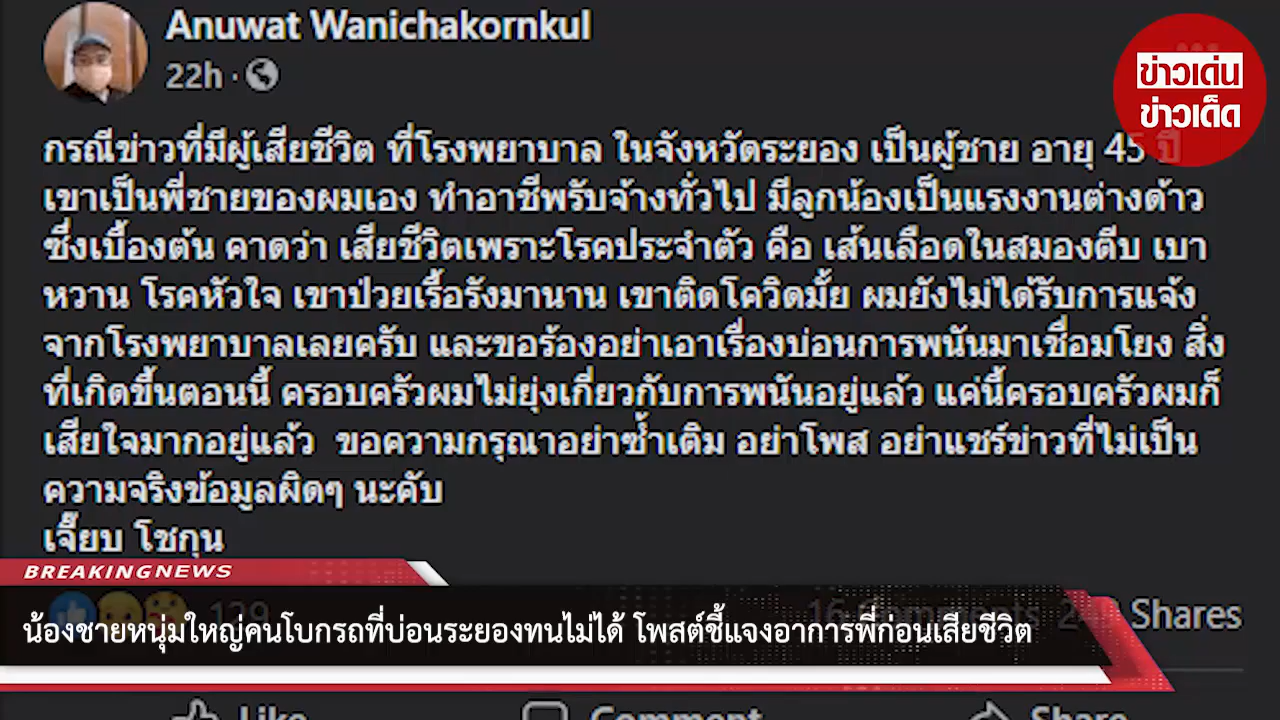 Anuwat Wanichakornkul
22h ·
ข่าวเด่น
ข่าวเด็ด
กรณีข่าวที่มีผู้เสียชีวิต ที่โรงพยาบาล ในจังหวัดระยอง เป็นผู้ชาย อายุ 45 ปี
เขาเป็นพี่ชายของผมเอง ทำอาชีพรับจ้างทั่วไป มีลูกน้องเป็นแรงงานต่างด้าว
ซึ่งเบื้องต้น คาดว่า เสียชีวิตเพราะโรคประจำตัว คือ เส้นเลือดในสมองตีบ เบา
หวาน โรคหัวใจ เขาป่วยเรื้อรังมานาน เขาติดโควิดมั้ย ผมยังไม่ได้รับการแจ้ง
จากโรงพยาบาลเลยครับ และขอร้องอย่าเอาเรื่องบ่อนการพนันมาเชื่อมโยง สิ่ง
ที่เกิดขึ้นตอนนี้ ครอบครัวผมไม่ยุ่งเกี่ยวกับการพนันอยู่แล้ว แค่นี้ครอบครัวผมก็
เสียใจมากอยู่แล้ว ขอความกรุณาอย่าซ้ำเติม อย่าโพส อย่าแชร์ข่าวที่ไม่เป็น
ความจริงข้อมูลผิดๆ นะคับ
เจี๊ยบ โชกุน
BREAKINGNEWS
129 16 Comments Shares
น้องชายหนุ่มใหญ่คนโบกรถที่บ่อนระยองทนไม่ได้ โพสต์ชี้แจงอาการพี่ก่อนเสียชีวิต
Like Comment Share